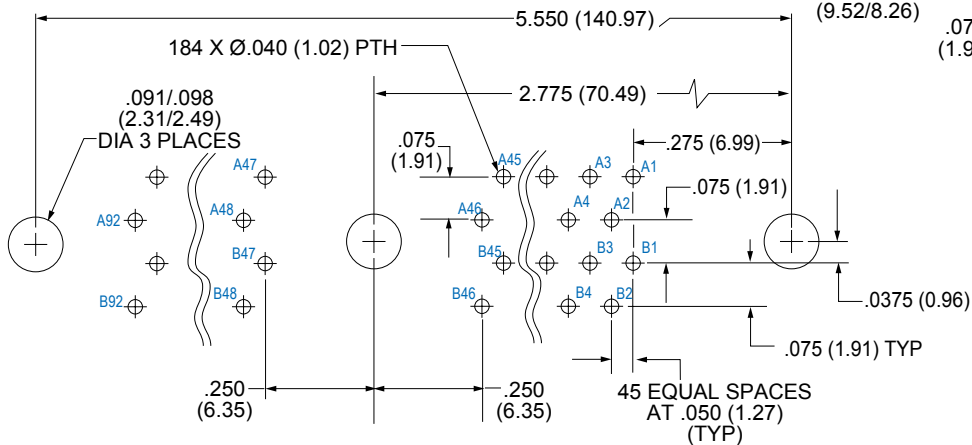 5.550 (140.97)
(9.52/8.26)
.07
(1.9
184 X Ø.040 (1.02) PTH
2.775 (70.49)
.091/.098
(2.31/2.49)
DIA 3 PLACES
.075
(1.91)
.275 (6.99)
A47
A45
A3
A1
.075 (1.91)
A92
A48
A46
A4
A2
B47
B45
B3
B1
B92
B48
B46
B4
B2
.0375 (0.96)
.075 (1.91) TYP
.250
(6.35)
.250
(6.35)
45 EQUAL SPACES
AT .050 (1.27)
(TYP)